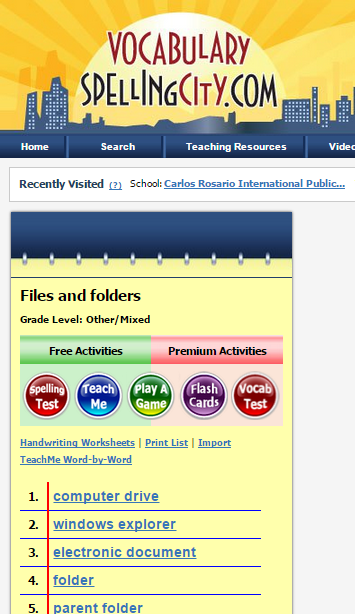 VOCABULARY
SPELLINGCITY.COM
Home Search Teaching Resources Video
Recently Visited (?) School: Carlos Rosario International Public...
Files and folders
Grade Level: Other/Mixed
Free Activities Premium Activities
Spelling Test Teach Me Play A Game Flash Cards Vocab Test
Handwriting Worksheets | Print List | Import
TeachMe Word-by-Word
1. computer drive
2. windows explorer
3. electronic document
4. folder
5. parent folder